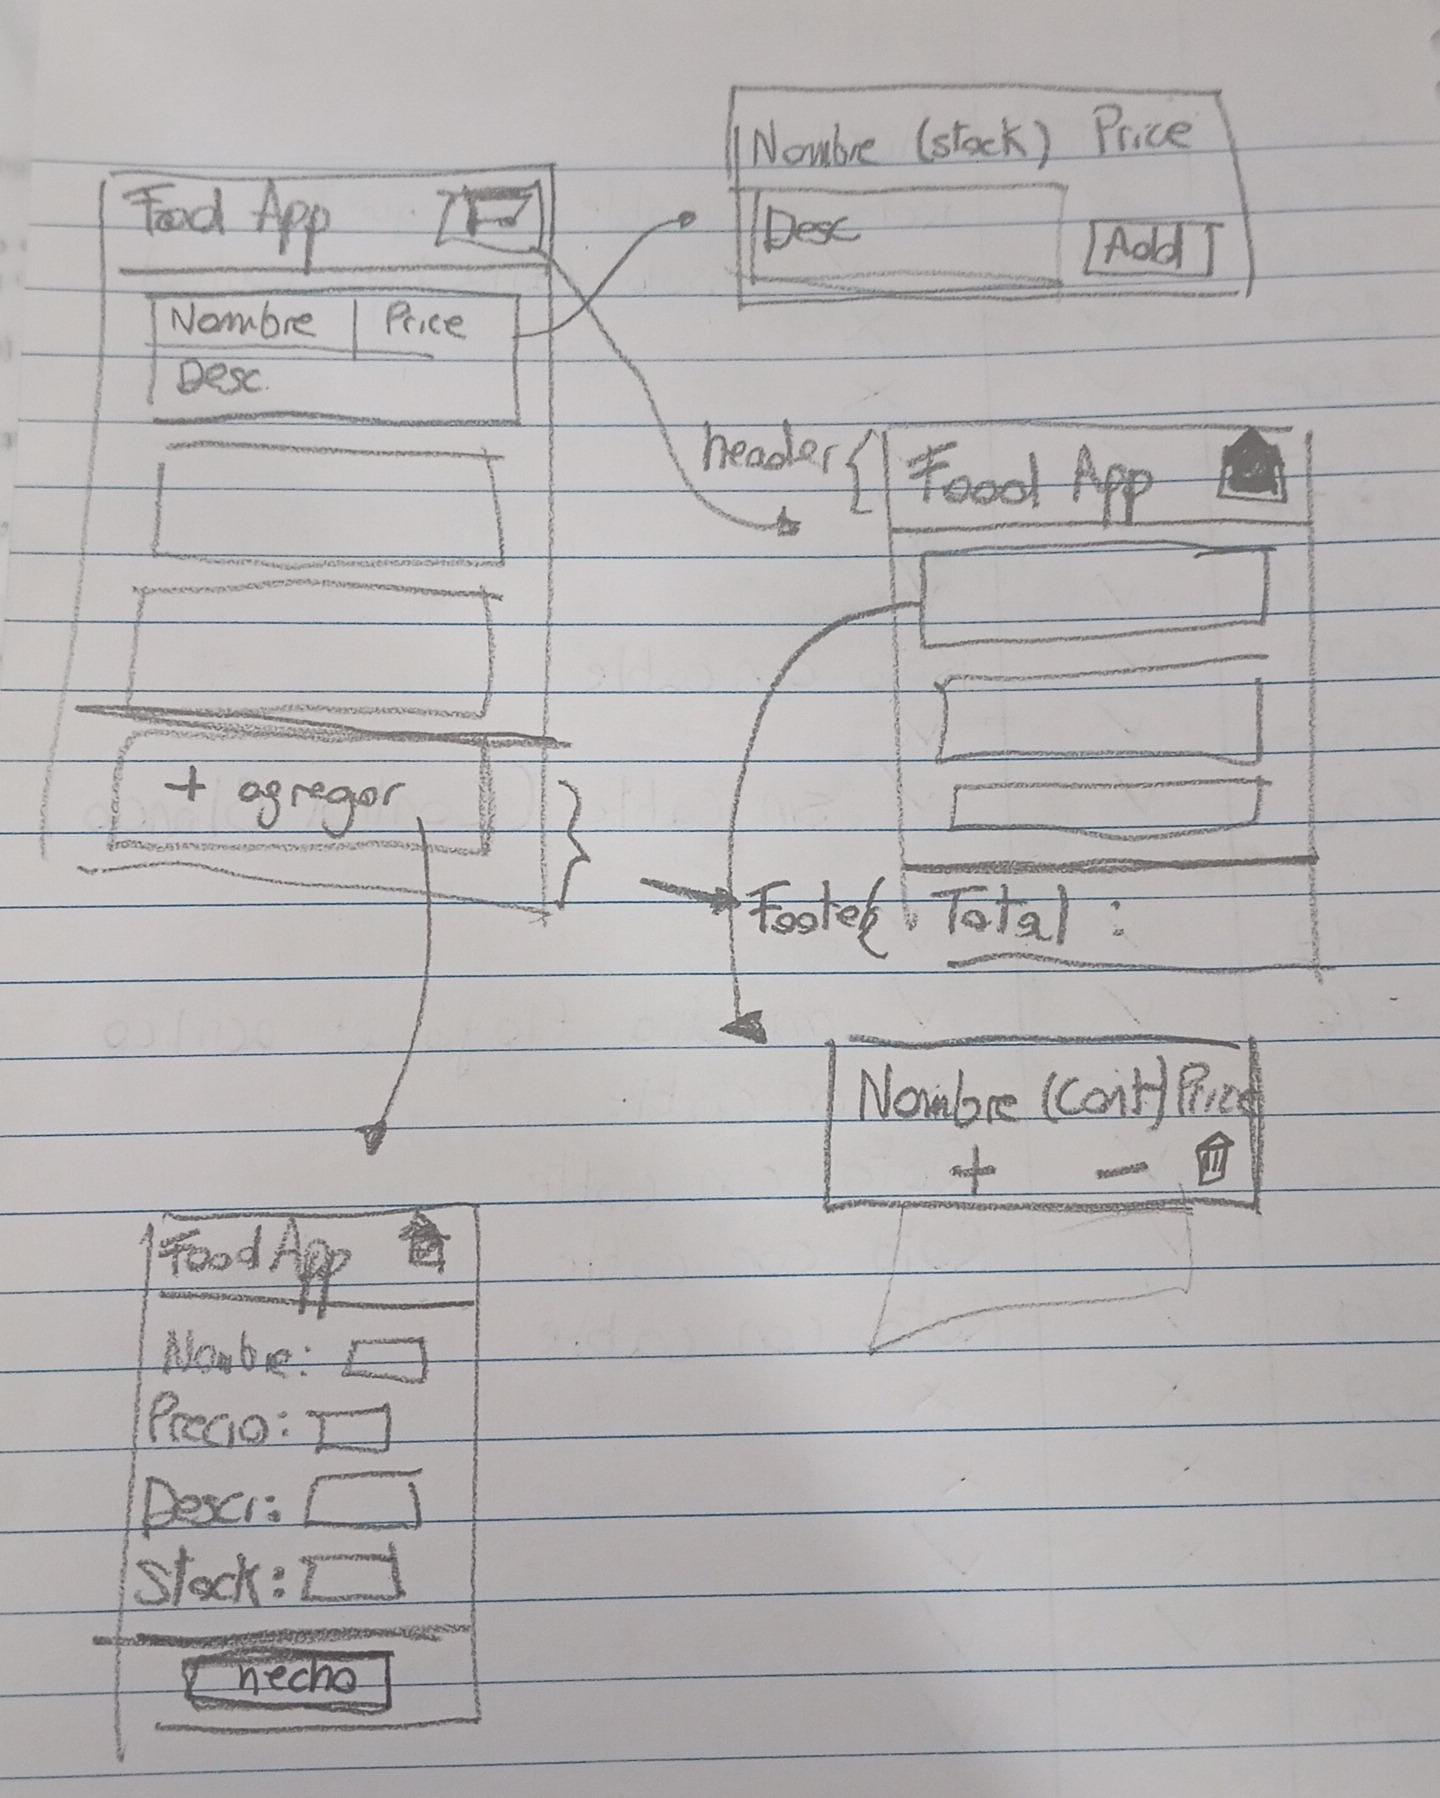 Food App
Nombre | Price
Desc.
+ agregar
Nombre (stock) Price
Desc
Add
header {
Food App
Footer { Total :
Nombre (Cant) Price
+ −
Food App
Nombre:
Precio:
Descr:
Stock:
hecho